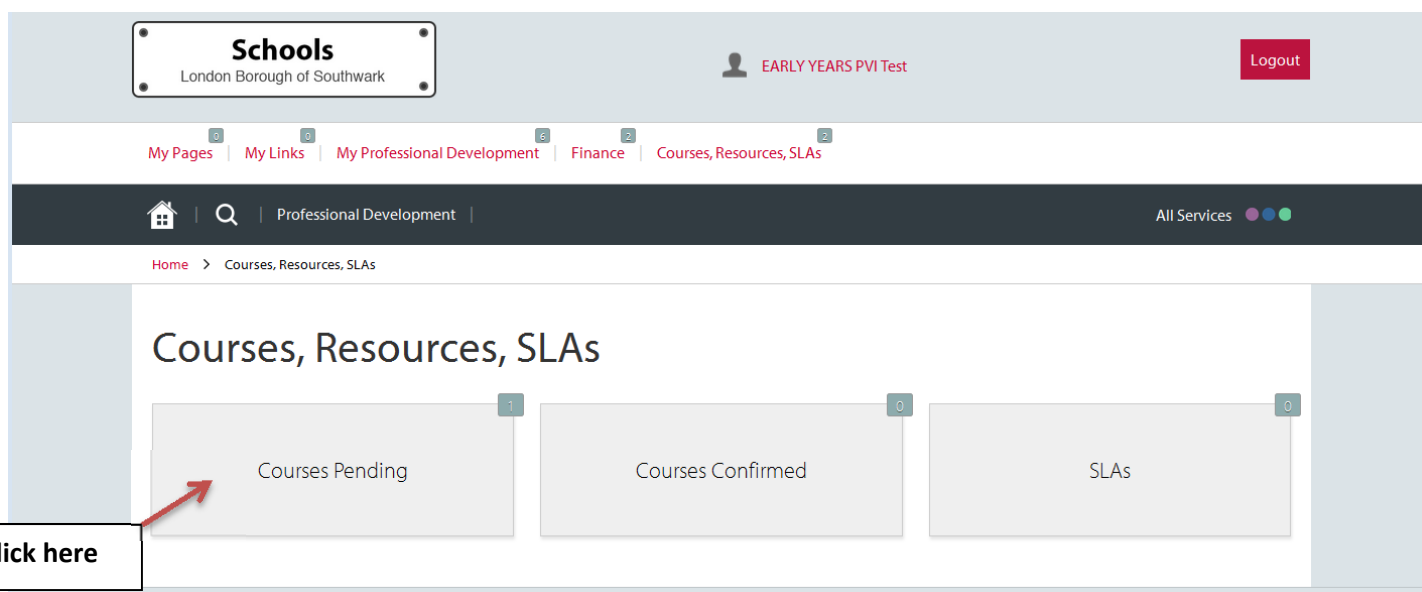 Schools
London Borough of Southwark
EARLY YEARS PVI Test
Logout
0 0 6 2 2
My Pages | My Links | My Professional Development | Finance | Courses, Resources, SLAs
Professional Development | All Services
Home > Courses, Resources, SLAs
Courses, Resources, SLAs
1 0 0
Courses Pending Courses Confirmed SLAs
lick here